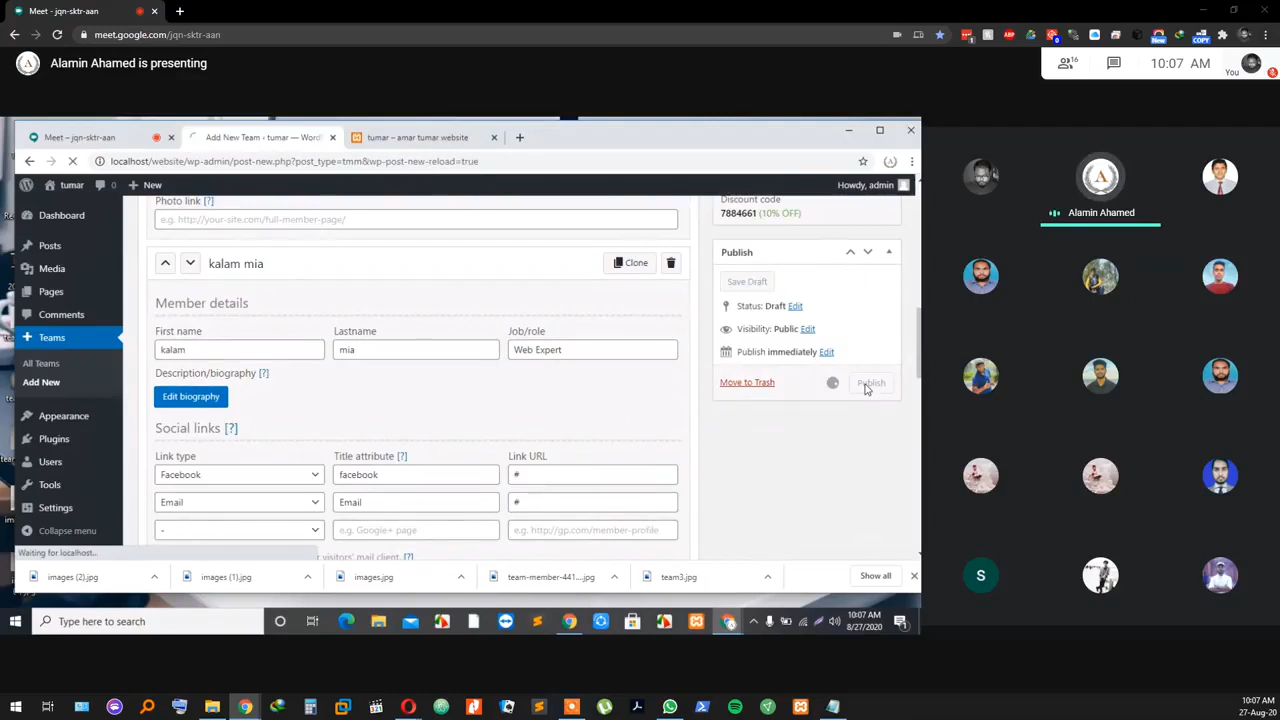 Meet - jqn-sktr-aan
meet.google.com/jqn-sktr-aan
New
COPY
Alamin Ahamed is presenting
16
10:07 AM
You
Meet – jqn-sktr-aan
Add New Team ‹ tumar — Word
tumar – amar tumar website
localhost/website/wp-admin/post-new.php?post_type=tmm&wp-post-new-reload=true
tumar
0
New
Howdy, admin
Dashboard
Posts
Media
Pages
Comments
Teams
All Teams
Add New
Appearance
Plugins
Users
Tools
Settings
Collapse menu
Photo link [?]
e.g. http://your-site.com/full-member-page/
kalam mia
Clone
Member details
First name
Lastname
Job/role
kalam
mia
Web Expert
Description/biography [?]
Edit biography
Social links [?]
Link type
Title attribute [?]
Link URL
Facebook
facebook
#
Email
Email
#
-
e.g. Google+ page
e.g. http://gp.com/member-profile
visitors' mail client. [?]
Discount code
7884661 (10% OFF)
Publish
Save Draft
Status: Draft Edit
Visibility: Public Edit
Publish immediately Edit
Move to Trash
Publish
Waiting for localhost...
images (2).jpg
images (1).jpg
images.jpg
team-member-441....jpg
team3.jpg
Show all
Type here to search
10:07 AM
8/27/2020
1
Alamin Ahamed
S
10:07 AM
27-Aug-20